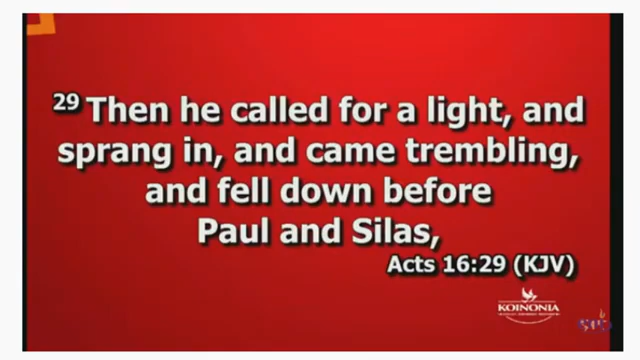 29 Then he called for a light, and
sprang in, and came trembling,
and fell down before
Paul and Silas,
Acts 16:29 (KJV)
KOINONIA